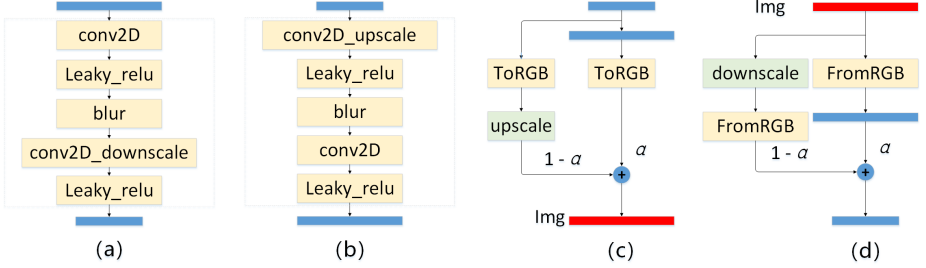 conv2D
Leaky_relu
blur
conv2D_downscale
Leaky_relu
(a)
conv2D_upscale
Leaky_relu
blur
conv2D
Leaky_relu
(b)
ToRGB
ToRGB
upscale
1 - α
α
+
Img
(c)
Img
downscale
FromRGB
FromRGB
1 - α
α
+
(d)